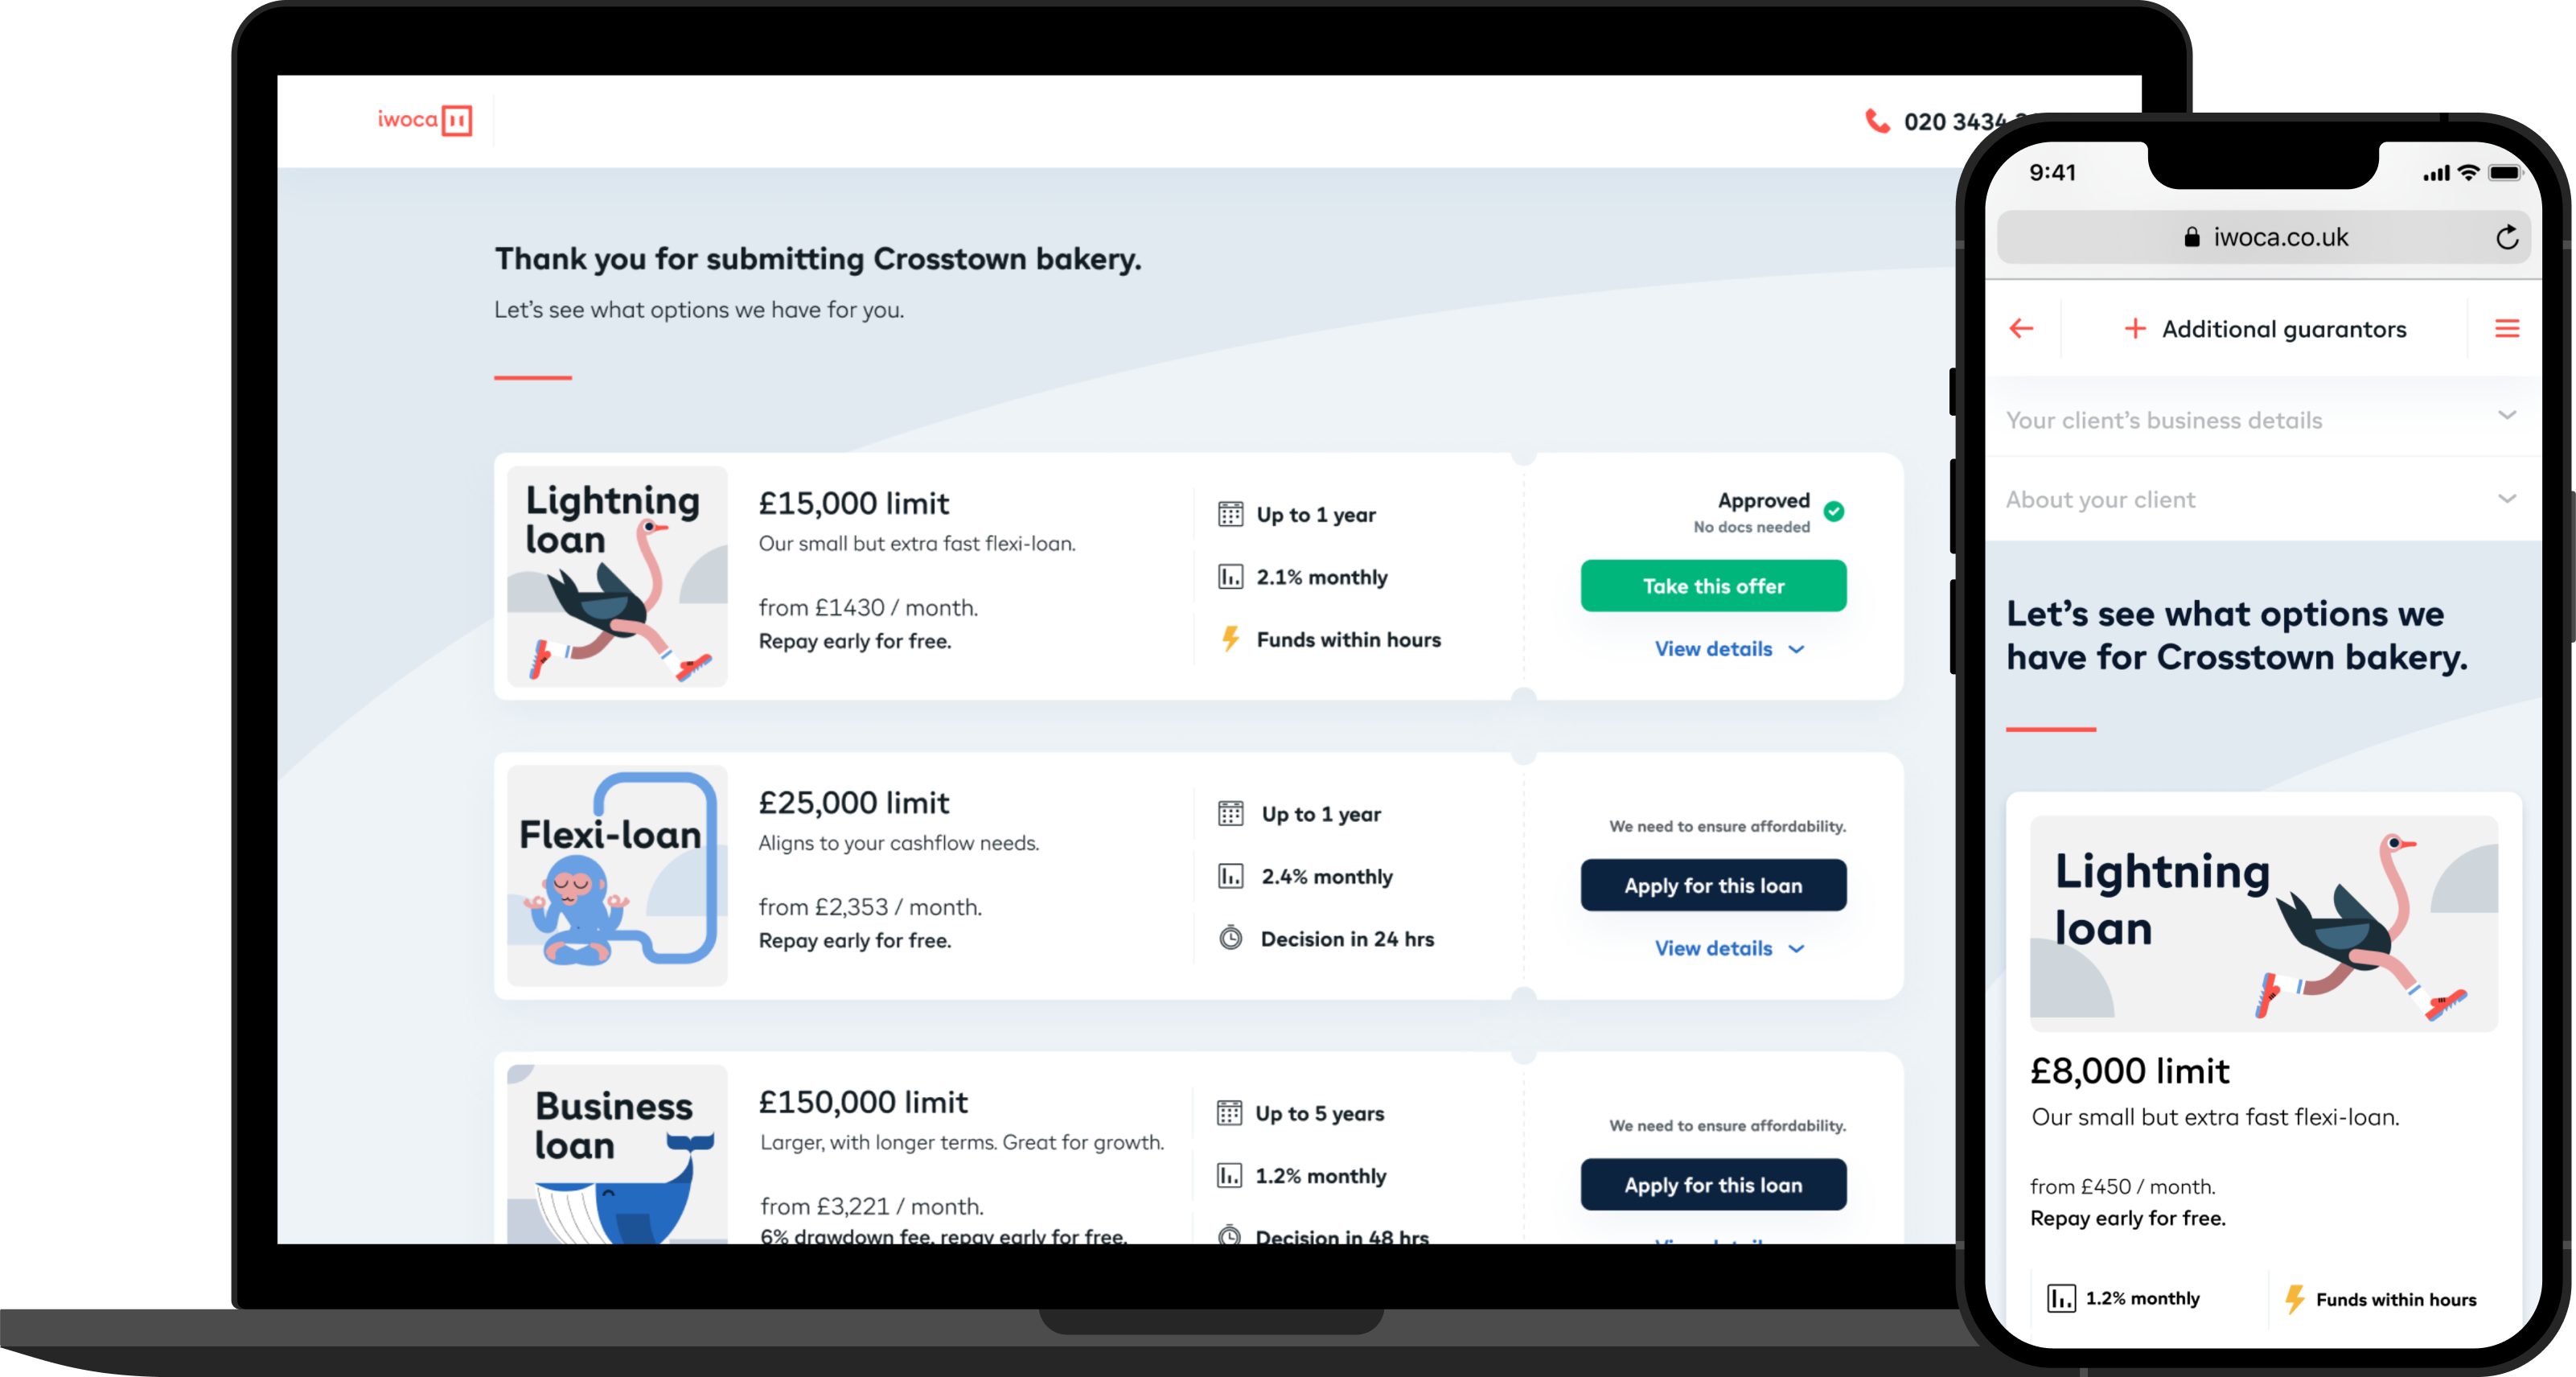 iwoca
020 3434
Thank you for submitting Crosstown bakery.
Let's see what options we have for you.
Lightning
loan
£15,000 limit
Our small but extra fast flexi-loan.
from £1430 / month.
Repay early for free.
Up to 1 year
2.1% monthly
Funds within hours
Approved
No docs needed
Take this offer
View details
Flexi-loan
£25,000 limit
Aligns to your cashflow needs.
from £2,353 / month.
Repay early for free.
Up to 1 year
2.4% monthly
Decision in 24 hrs
We need to ensure affordability.
Apply for this loan
View details
Business
loan
£150,000 limit
Larger, with longer terms. Great for growth.
from £3,221 / month.
6% drawdown fee, repay early for free.
Up to 5 years
1.2% monthly
Decision in 48 hrs
We need to ensure affordability.
Apply for this loan
9:41
iwoca.co.uk
+ Additional guarantors
Your client's business details
About your client
Let's see what options we
have for Crosstown bakery.
Lightning
loan
£8,000 limit
Our small but extra fast flexi-loan.
from £450 / month.
Repay early for free.
1.2% monthly
Funds within hours